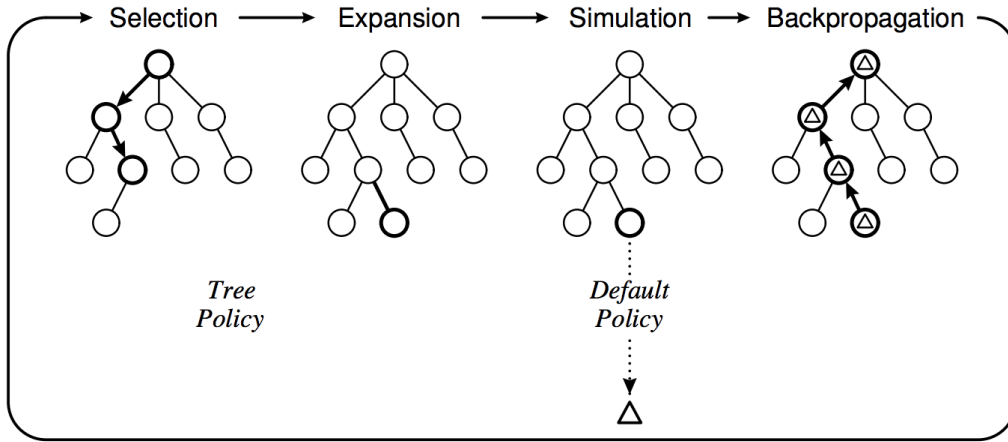 Selection
Expansion
Simulation
Backpropagation
Tree
Policy
Default
Policy